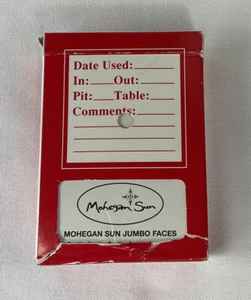 Date Used:
In: Out:
Pit: Table:
Comments:
Mohegan Sun
MOHEGAN SUN JUMBO FACES